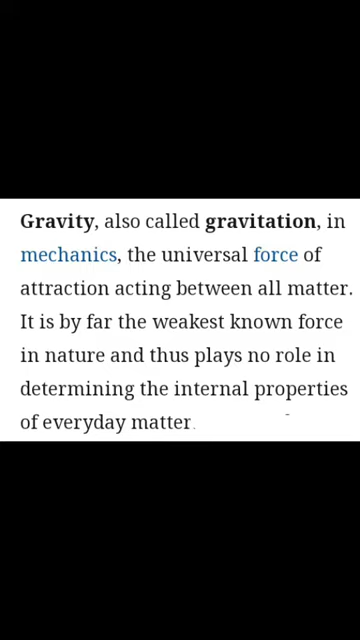 Gravity, also called gravitation, in
mechanics, the universal force of
attraction acting between all matter.
It is by far the weakest known force
in nature and thus plays no role in
determining the internal properties
of everyday matter.